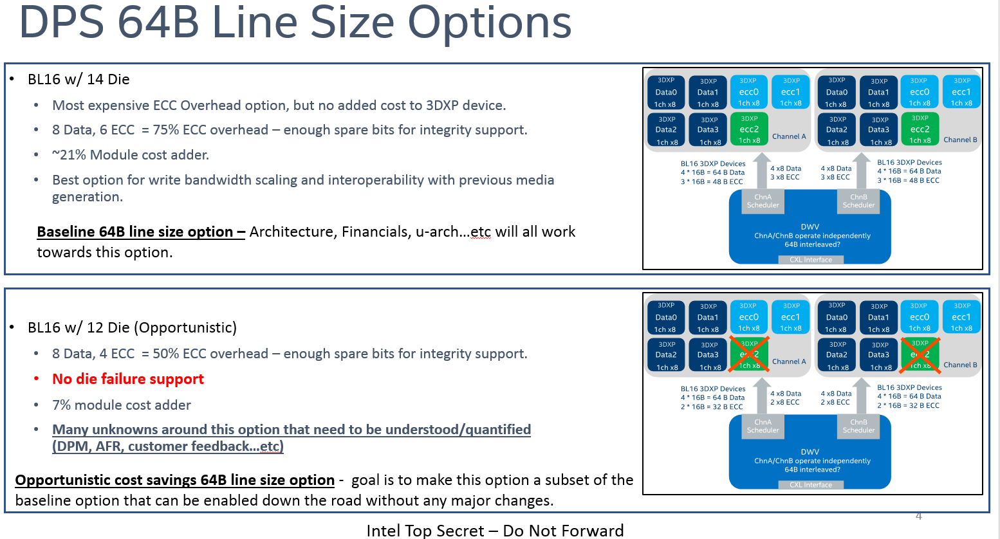 DPS 64B Line Size Options
• BL16 w/ 14 Die
• Most expensive ECC Overhead option, but no added cost to 3DXP device.
• 8 Data, 6 ECC = 75% ECC overhead – enough spare bits for integrity support.
• ~21% Module cost adder.
• Best option for write bandwidth scaling and interoperability with previous media
generation.
Baseline 64B line size option – Architecture, Financials, u-arch...etc will all work
towards this option.
3DXP 3DXP 3DXP 3DXP 3DXP 3DXP 3DXP 3DXP
Data0 Data1 ecc0 ecc1 Data0 Data1 ecc0 ecc1
1ch x8 1ch x8 1ch x8 1ch x8 1ch x8 1ch x8 1ch x8 1ch x8
3DXP 3DXP 3DXP 3DXP 3DXP 3DXP
Data2 Data3 ecc2 Channel A Data2 Data3 ecc2 Channel B
1ch x8 1ch x8 1ch x8 1ch x8 1ch x8 1ch x8
BL16 3DXP Devices
4 * 16B = 64 B Data
3 * 16B = 48 B ECC
4 x8 Data
3 x8 ECC
4 x8 Data
3 x8 ECC
BL16 3DXP Devices
4 * 16B = 64 B Data
3 * 16B = 48 B ECC
ChnA
Scheduler
ChnB
Scheduler
DWV
ChnA/ChnB operate independently
64B interleaved?
CXL Interface
• BL16 w/ 12 Die (Opportunistic)
• 8 Data, 4 ECC = 50% ECC overhead – enough spare bits for integrity support.
• No die failure support
• 7% module cost adder
• Many unknowns around this option that need to be understood/quantified
(DPM, AFR, customer feedback...etc)
Opportunistic cost savings 64B line size option - goal is to make this option a subset of the
baseline option that can be enabled down the road without any major changes.
3DXP 3DXP 3DXP 3DXP 3DXP 3DXP 3DXP 3DXP
Data0 Data1 ecc0 ecc1 Data0 Data1 ecc0 ecc1
1ch x8 1ch x8 1ch x8 1ch x8 1ch x8 1ch x8 1ch x8 1ch x8
3DXP 3DXP 3DXP 3DXP 3DXP 3DXP
Data2 Data3 ecc2 Channel A Data2 Data3 ecc2 Channel B
1ch x8 1ch x8 1ch x8 1ch x8 1ch x8 1ch x8
BL16 3DXP Devices
4 * 16B = 64 B Data
2 * 16B = 32 B ECC
4 x8 Data
2 x8 ECC
4 x8 Data
2 x8 ECC
BL16 3DXP Devices
4 * 16B = 64 B Data
2 * 16B = 32 B ECC
ChnA
Scheduler
ChnB
Scheduler
DWV
ChnA/ChnB operate independently
64B interleaved?
CXL Interface
4
Intel Top Secret – Do Not Forward